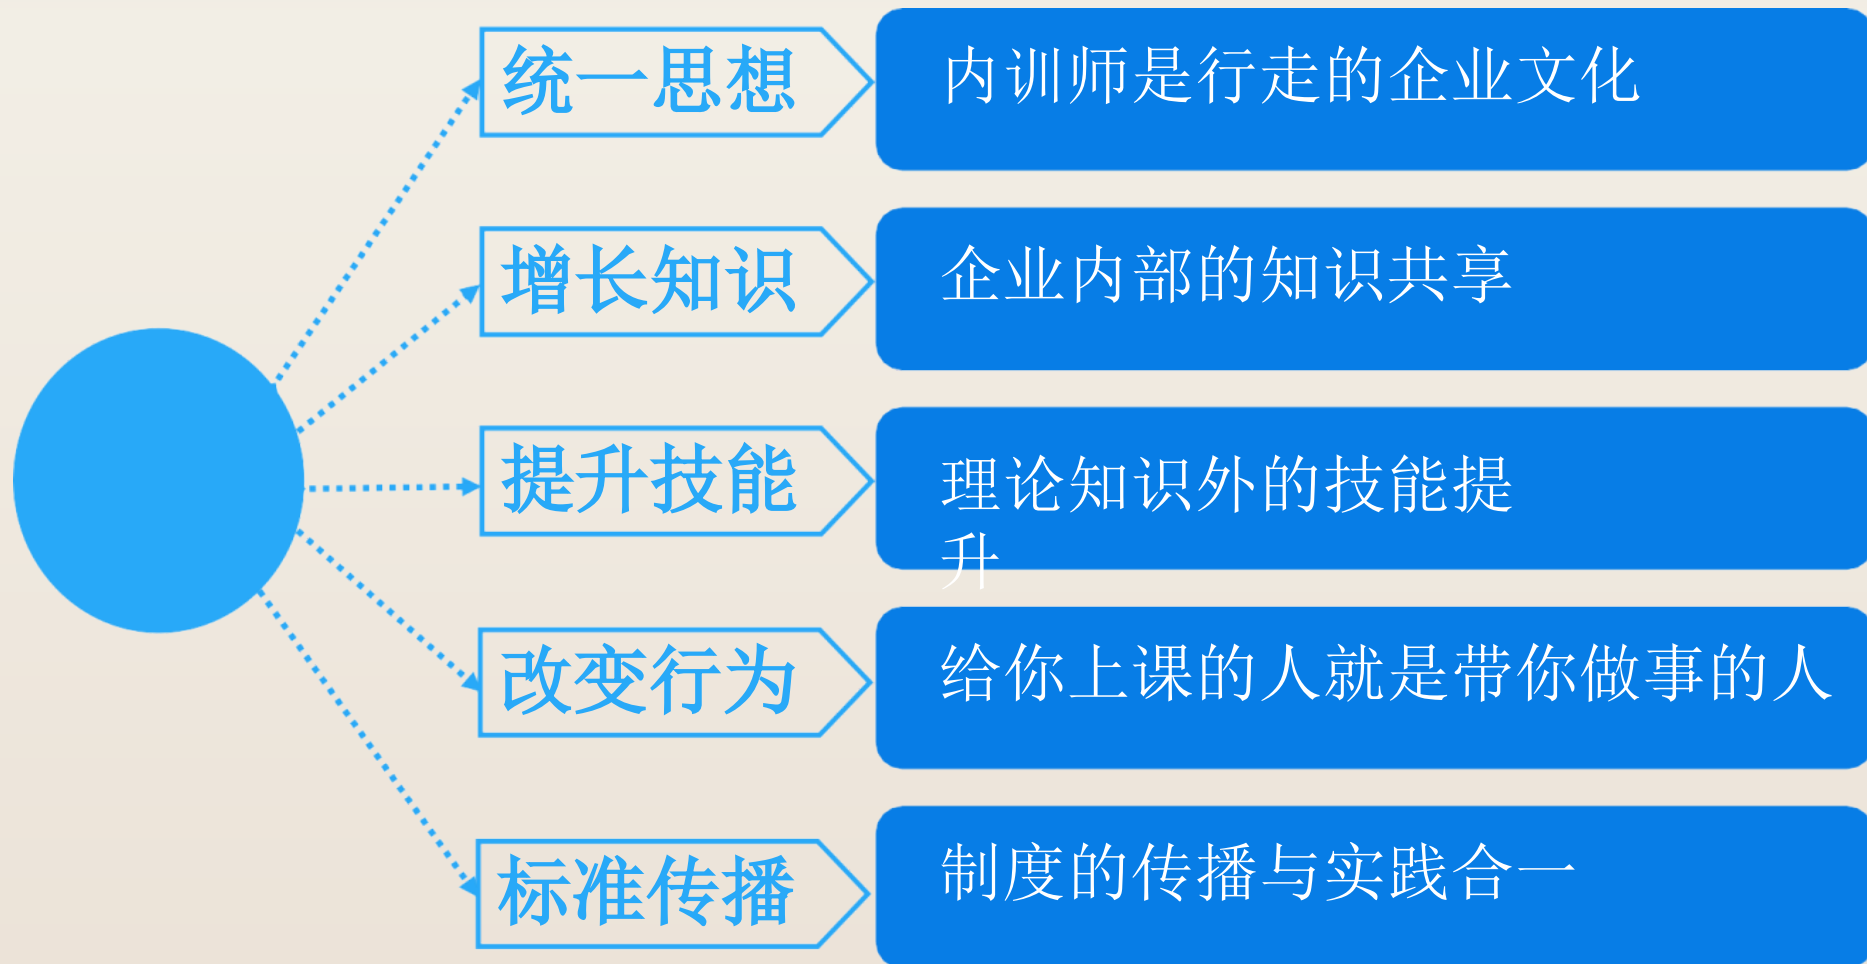 统一思想
内训师是行走的企业文化
增长知识
企业内部的知识共享
提升技能
理论知识外的技能提
升
改变行为
给你上课的人就是带你做事的人
标准传播
制度的传播与实践合一